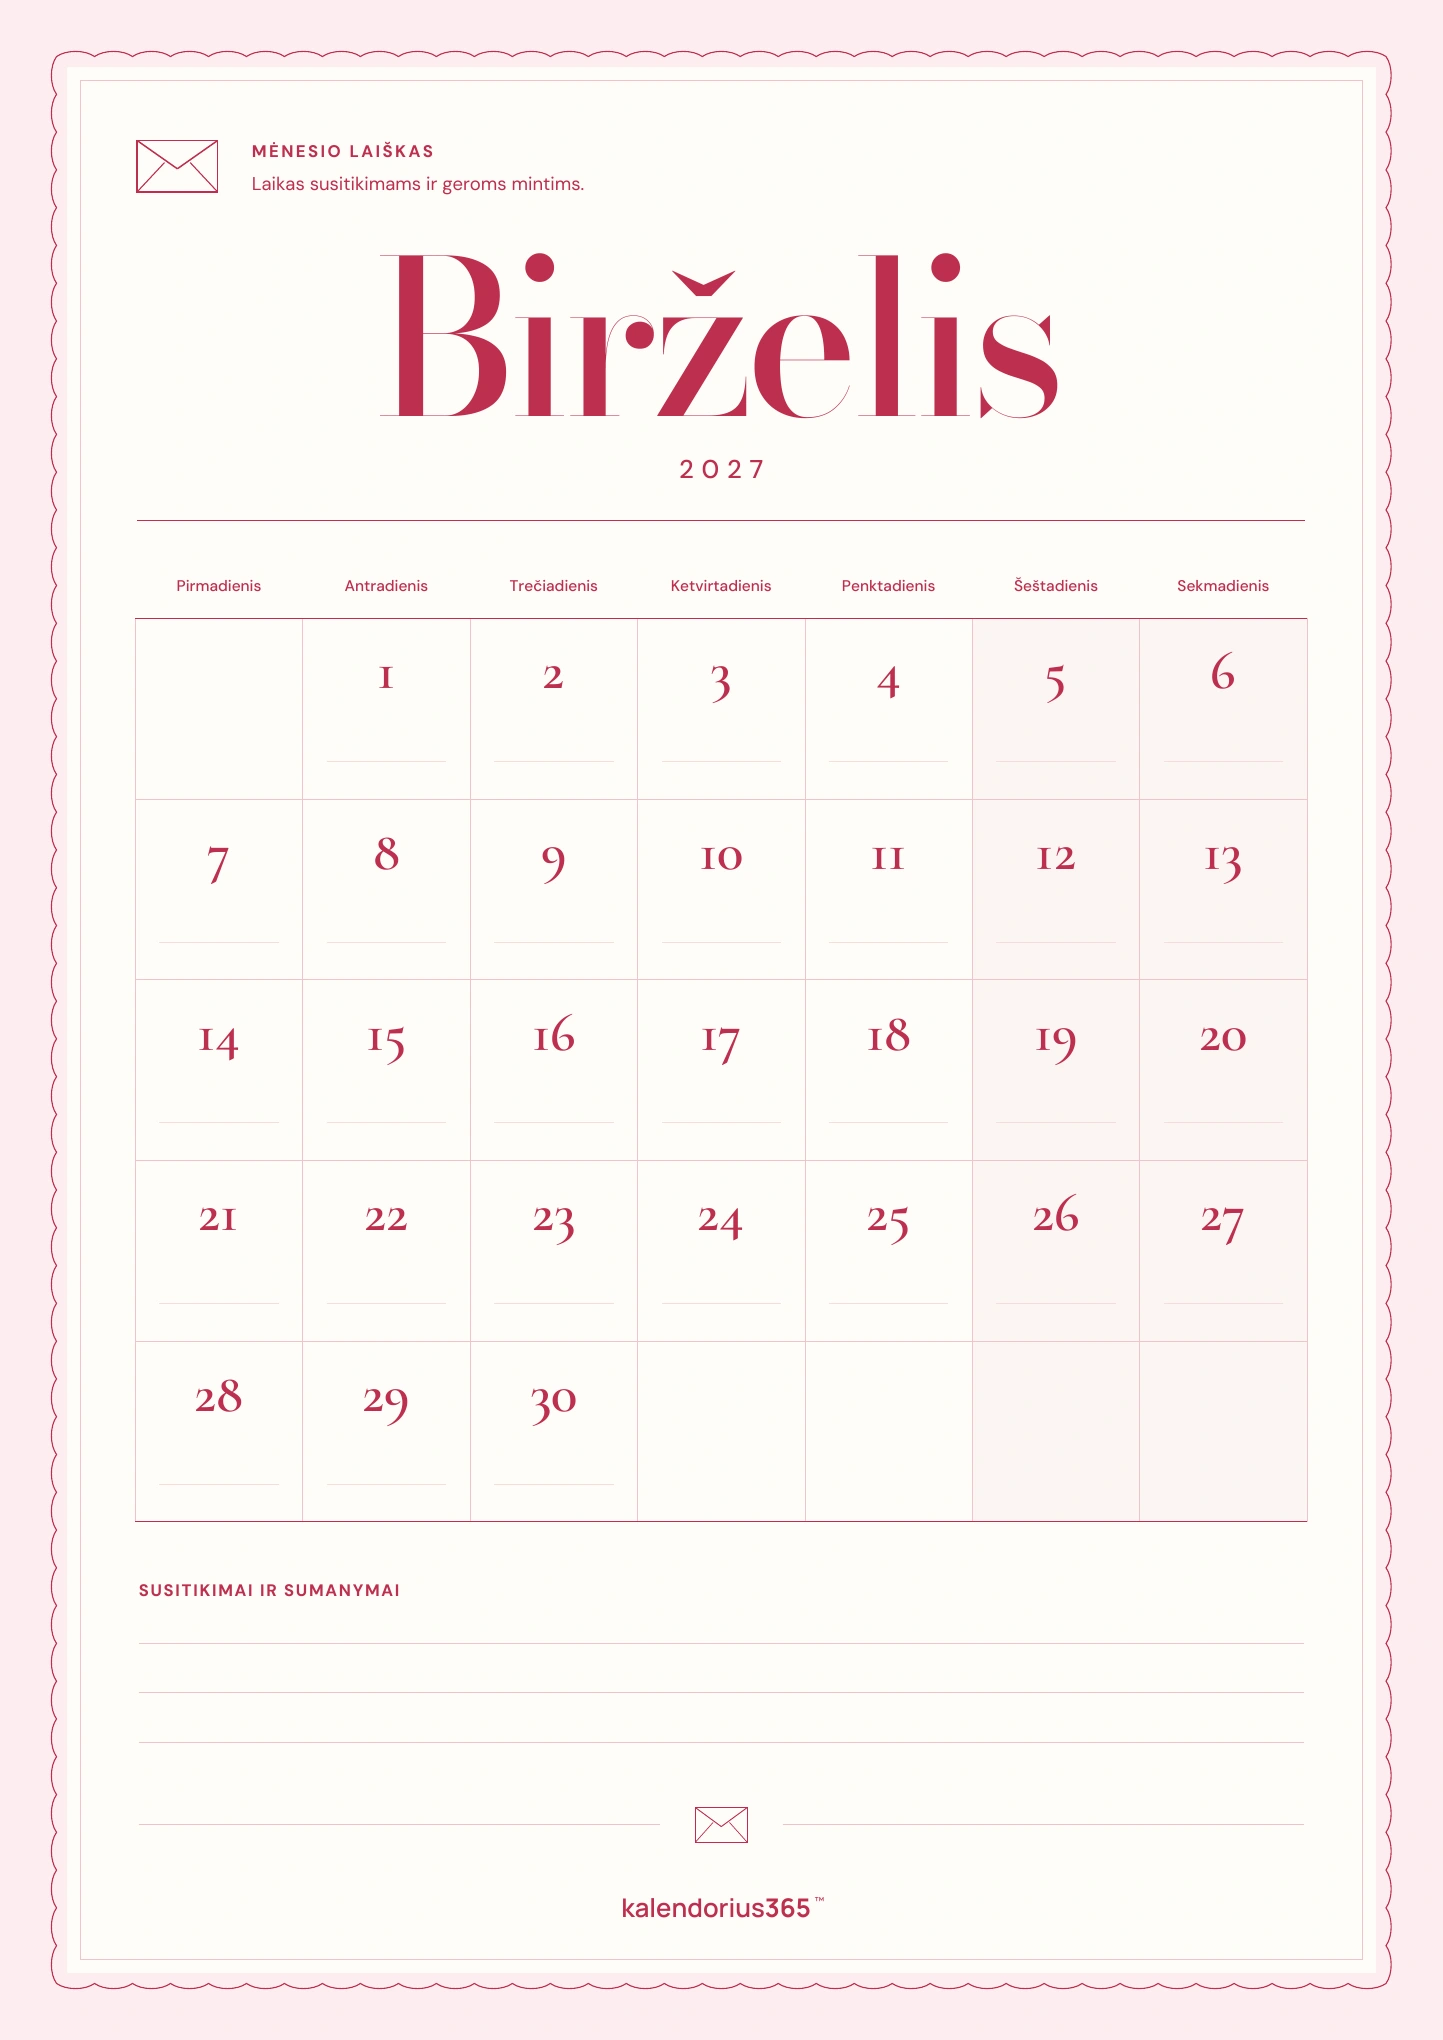 MĖNESIO LAIŠKAS
Laikas susitikimams ir geroms mintims.
Birželis
2027
Pirmadienis Antradienis Trečiadienis Ketvirtadienis Penktadienis Šeštadienis Sekmadienis
1 2 3 4 5 6
7 8 9 10 11 12 13
14 15 16 17 18 19 20
21 22 23 24 25 26 27
28 29 30
SUSITIKIMAI IR SUMANYMAI
kalendorius365™